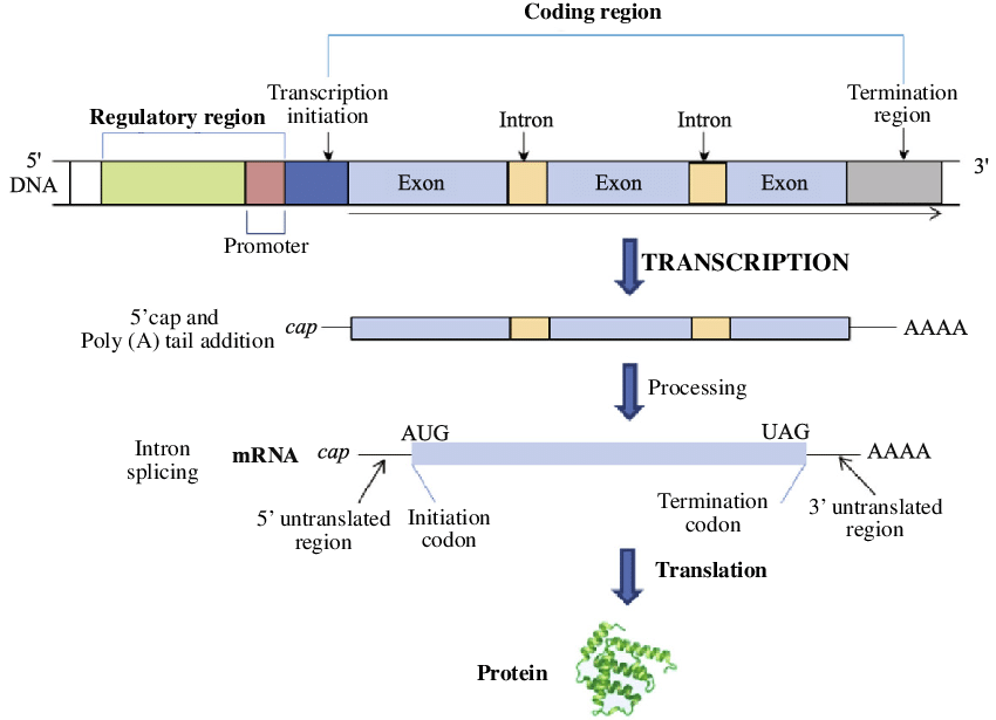 Coding region
Transcription
initiation
Termination
region
Regulatory region
Intron
Intron
5'
DNA
Exon
Exon
Exon
3'
Promoter
TRANSCRIPTION
5'cap and
Poly (A) tail addition
cap
AAAA
Processing
Intron
splicing
mRNA
cap
AUG
UAG
AAAA
5’ untranslated
region
Initiation
codon
Termination
codon
3’ untranslated
region
Translation
Protein